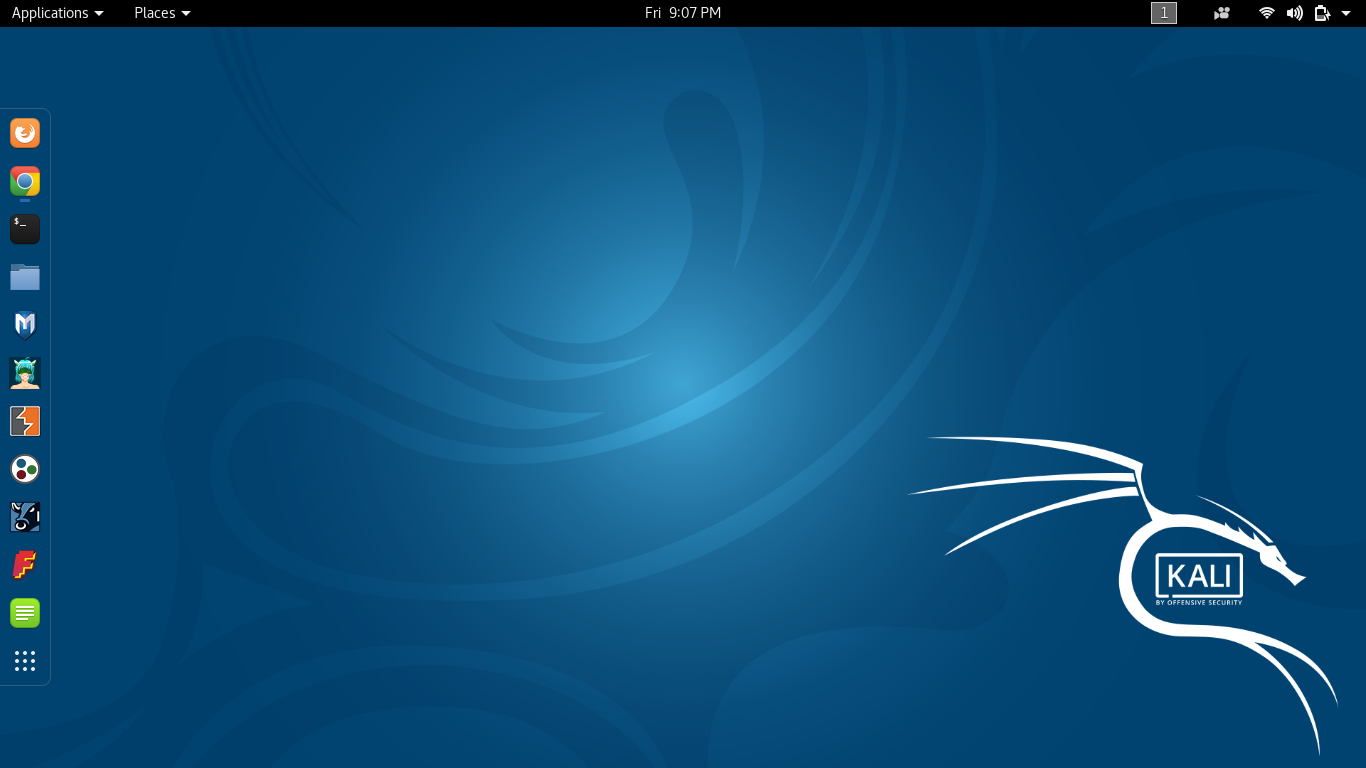 Applications Places Fri 9:07 PM 1
$_
KALI
BY OFFENSIVE SECURITY